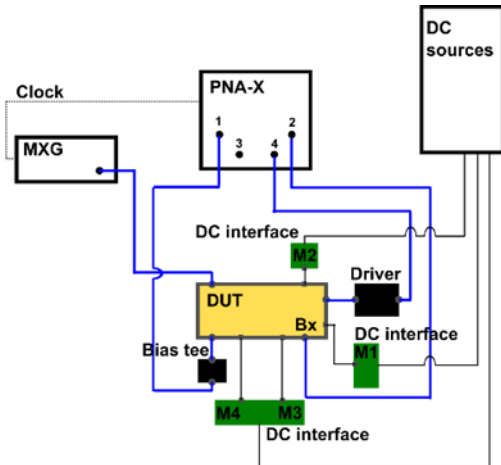 DC
sources
PNA-X
Clock
1
2
3
4
MXG
DC interface
M2
Driver
DUT
Bx
DC interface
Bias tee
M1
M4
M3
DC interface